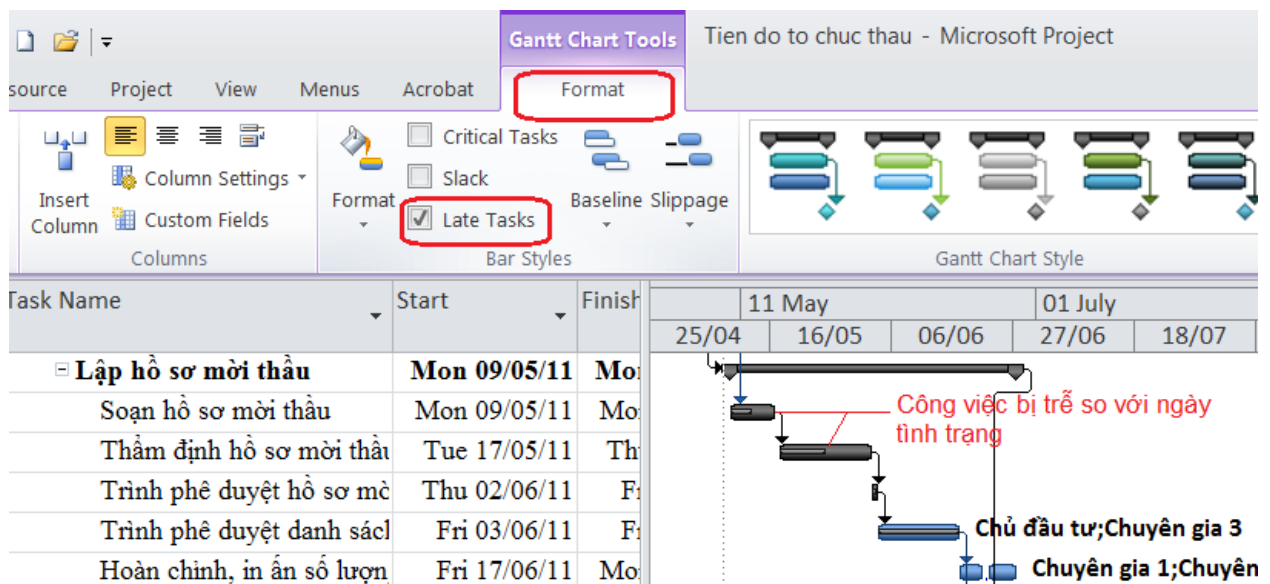 Gantt Chart Tools
Tien do to chuc thau - Microsoft Project
source Project View Menus Acrobat Format
Insert Column
Column Settings
Custom Fields
Columns
Format
Critical Tasks
Slack
Late Tasks
Baseline
Slippage
Bar Styles
Gantt Chart Style
Task Name Start Finish
11 May 01 July
25/04 16/05 06/06 27/06 18/07
Lập hồ sơ mời thầu Mon 09/05/11 Mo
Soạn hồ sơ mời thầu Mon 09/05/11 Mo
Thẩm định hồ sơ mời thầu Tue 17/05/11 Th
Trình phê duyệt hồ sơ mờ Thu 02/06/11 F
Trình phê duyệt danh sách Fri 03/06/11 F
Hoàn chỉnh, in ấn số lượn Fri 17/06/11 Mo
Công việc bị trễ so với ngày
tình trạng
Chủ đầu tư;Chuyên gia 3
Chuyên gia 1;Chuyên